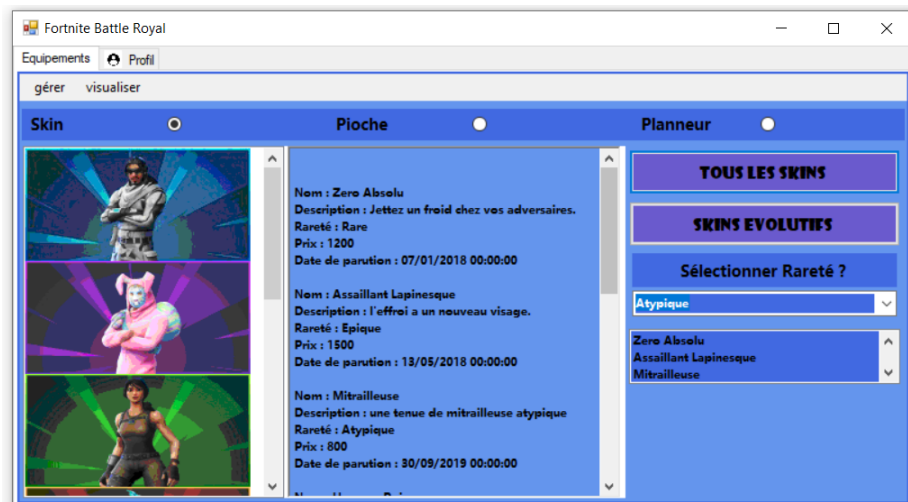 Fortnite Battle Royal
Equipements Profil
gérer visualiser
Skin Pioche Planneur
Nom : Zero Absolu
Description : Jettez un froid chez vos adversaires.
Rareté : Rare
Prix : 1200
Date de parution : 07/01/2018 00:00:00
Nom : Assaillant Lapinesque
Description : l'effroi a un nouveau visage.
Rareté : Epique
Prix : 1500
Date de parution : 13/05/2018 00:00:00
Nom : Mitrailleuse
Description : une tenue de mitrailleuse atypique
Rareté : Atypique
Prix : 800
Date de parution : 30/09/2019 00:00:00
TOUS LES SKINS
SKINS EVOLUTIFS
Sélectionner Rareté ?
Atypique
Zero Absolu
Assaillant Lapinesque
Mitrailleuse